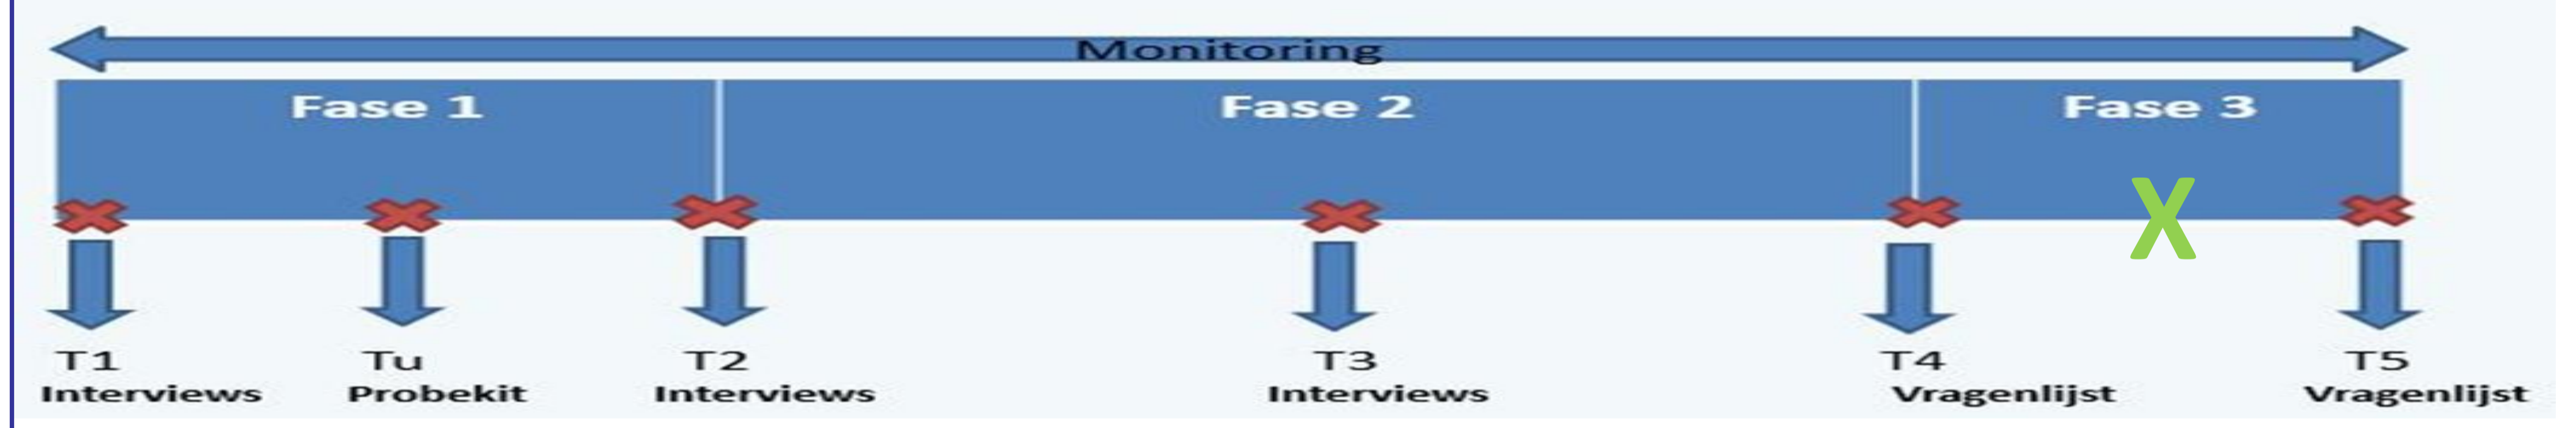 Monitoring
Fase 1 Fase 2 Fase 3
X
T1 Tu T2 T3 T4 T5
Interviews Probekit Interviews Interviews Vragenlijst Vragenlijst